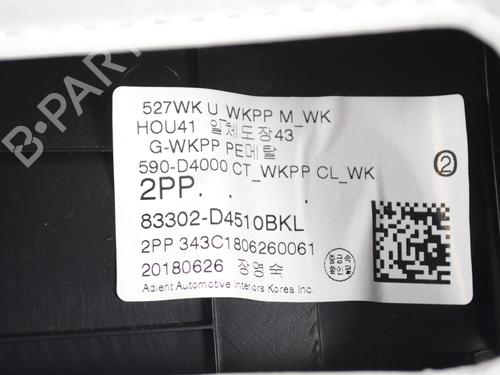 527WK U_WKPP M_WK
HOU41 일체도장43
G-WKPP PE메탈
590-D4000 CT_WKPP CL_WK
②
2PP. . .
83302-D4510BKL
2PP 343C1806260061
20180626 장영숙
Adient Automotive Interiors Korea Inc.